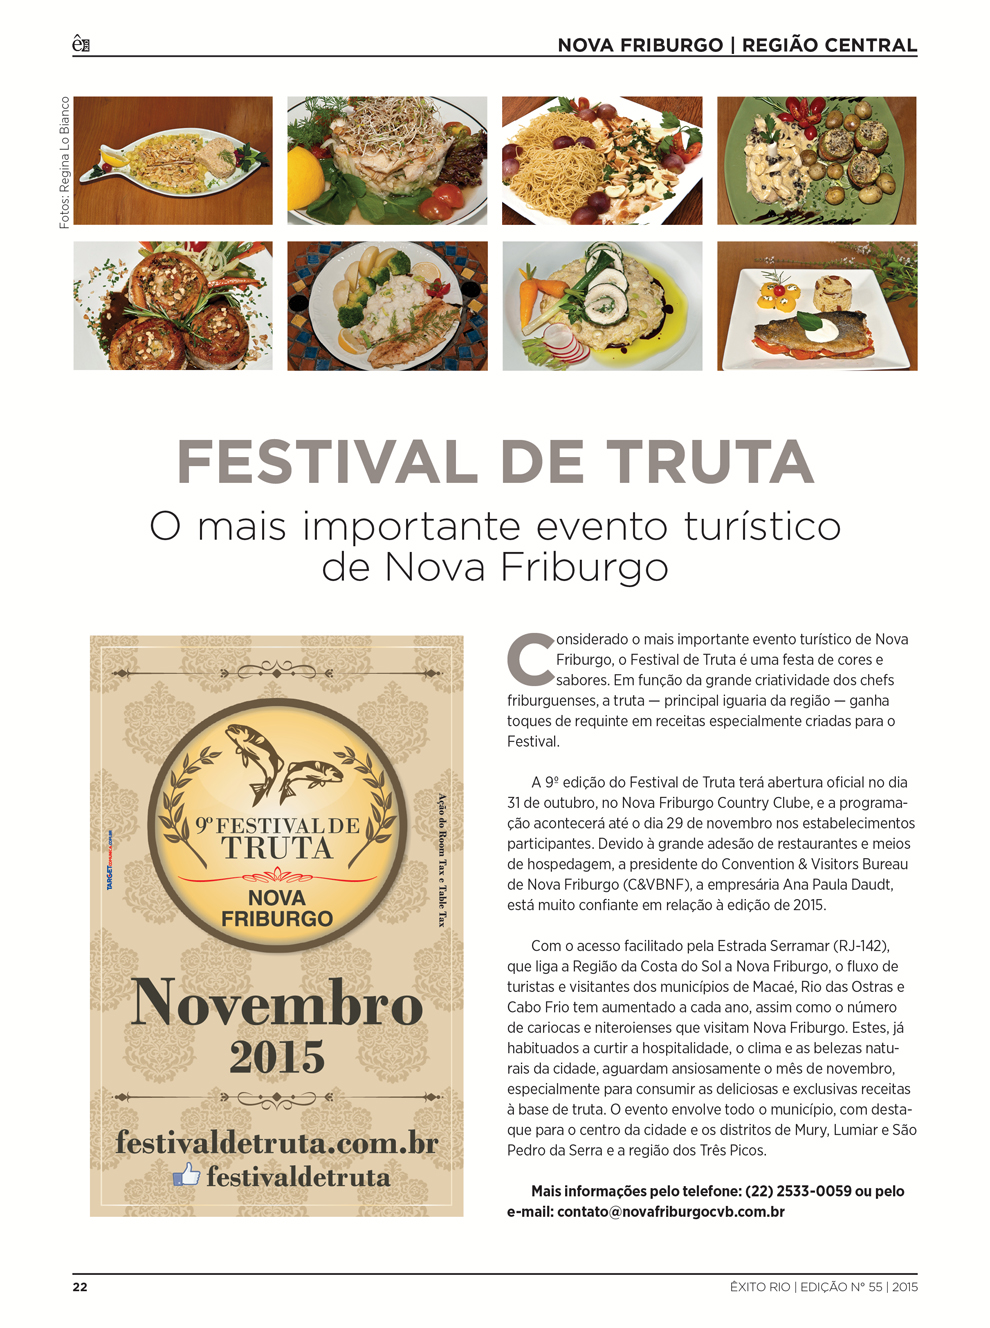 ê
NOVA FRIBURGO | REGIÃO CENTRAL
Fotos: Regina Lo Bianco
FESTIVAL DE TRUTA
O mais importante evento turístico
de Nova Friburgo
9º FESTIVAL DE
TRUTA
NOVA
FRIBURGO
Ação do Room Tax e Table Tax
Novembro
2015
festivaldetruta.com.br
festivaldetruta
Considerado o mais importante evento turístico de Nova
Friburgo, o Festival de Truta é uma festa de cores e
sabores. Em função da grande criatividade dos chefs
friburguenses, a truta — principal iguaria da região — ganha
toques de requinte em receitas especialmente criadas para o
Festival.
A 9º edição do Festival de Truta terá abertura oficial no dia
31 de outubro, no Nova Friburgo Country Clube, e a programa-
ção acontecerá até o dia 29 de novembro nos estabelecimentos
participantes. Devido à grande adesão de restaurantes e meios
de hospedagem, a presidente do Convention & Visitors Bureau
de Nova Friburgo (C&VBNF), a empresária Ana Paula Daudt,
está muito confiante em relação à edição de 2015.
Com o acesso facilitado pela Estrada Serramar (RJ-142),
que liga a Região da Costa do Sol a Nova Friburgo, o fluxo de
turistas e visitantes dos municípios de Macaé, Rio das Ostras e
Cabo Frio tem aumentado a cada ano, assim como o número
de cariocas e niteroienses que visitam Nova Friburgo. Estes, já
habituados a curtir a hospitalidade, o clima e as belezas natu-
rais da cidade, aguardam ansiosamente o mês de novembro,
especialmente para consumir as deliciosas e exclusivas receitas
à base de truta. O evento envolve todo o município, com desta-
que para o centro da cidade e os distritos de Mury, Lumiar e São
Pedro da Serra e a região dos Três Picos.
Mais informações pelo telefone: (22) 2533-0059 ou pelo
e-mail: contato@novafriburgocvb.com.br
22
ÊXITO RIO | EDIÇÃO Nº 55 | 2015